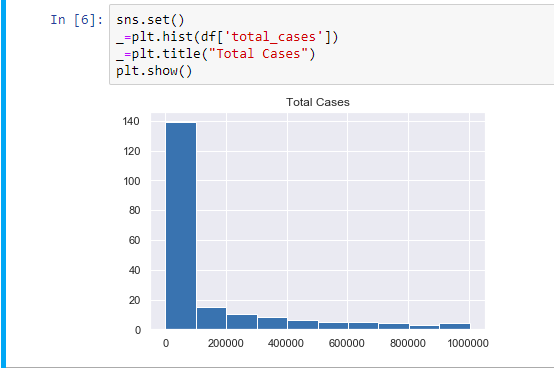 In [6]: sns.set()
_=plt.hist(df['total_cases'])
_=plt.title("Total Cases")
plt.show()
Total Cases
140
120
100
80
60
40
20
0
0 200000 400000 600000 800000 1000000